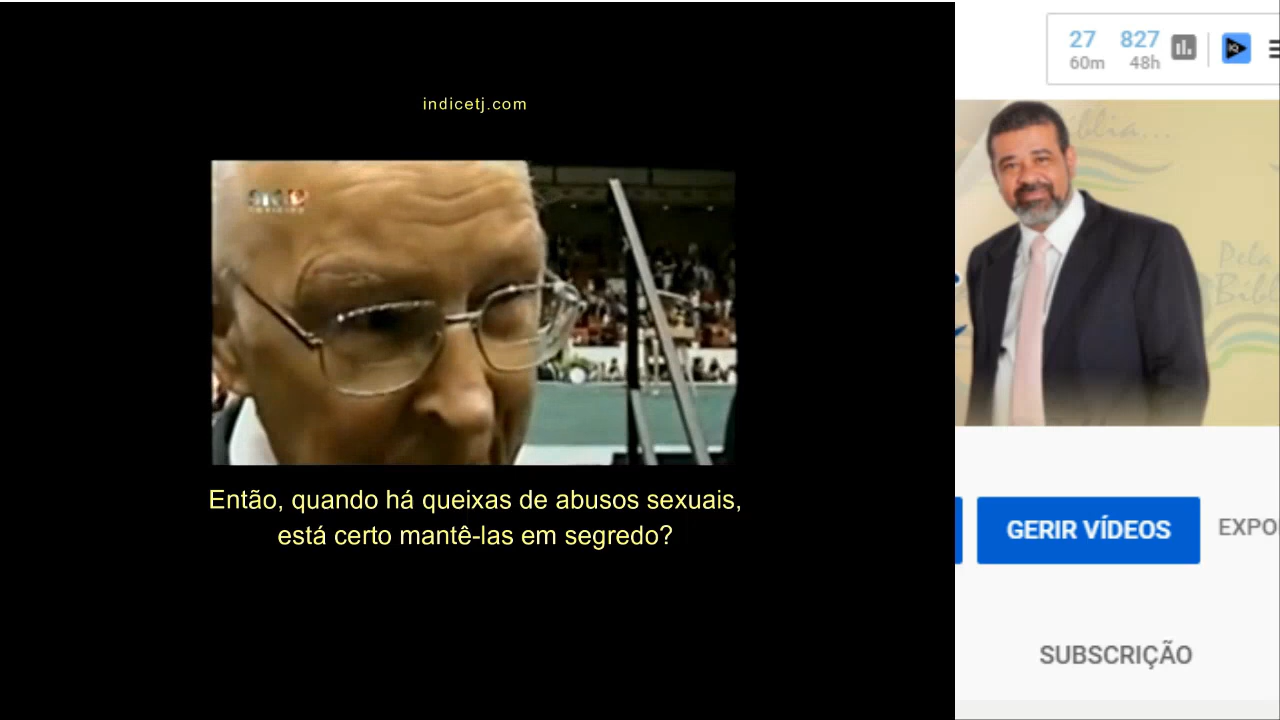 indicetj.com
Então, quando há queixas de abusos sexuais,
está certo mantê-las em segredo?
27 827
60m 48h
Pela
GERIR VÍDEOS
EXPO
SUBSCRIÇÃO